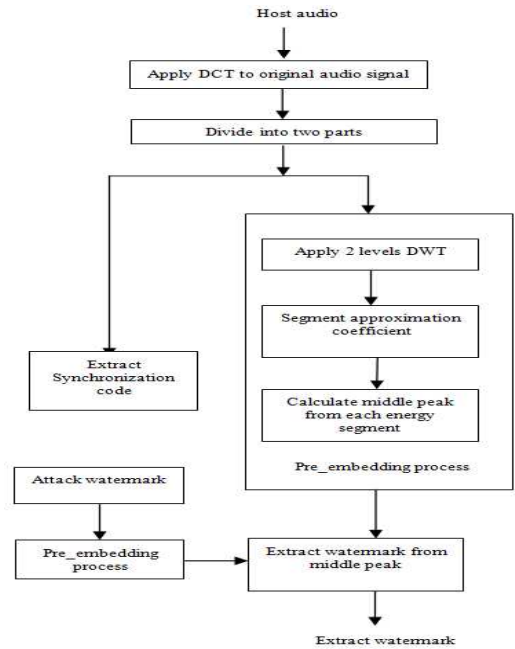 Host audio
Apply DCT to original audio signal
Divide into two parts
Apply 2 levels DWT
Segment approximation
coefficient
Extract
Synchronization
code
Calculate middle peak
from each energy
segment
Pre_embedding process
Attack watermark
Pre_embedding
process
Extract watermark from
middle peak
Extract watermark